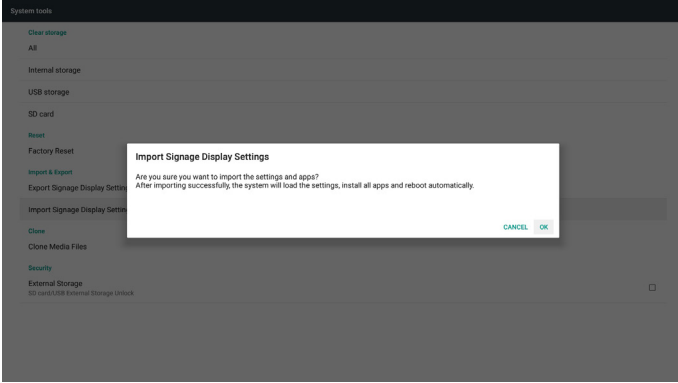 System tools
Clear storage
All
Internal storage
USB storage
SD card
Reset
Factory Reset
Import & Export
Export Signage Display Setting
Import Signage Display Settin
Clone
Clone Media Files
Security
External Storage
SD card/USB External Storage Unlock
Import Signage Display Settings
Are you sure you want to import the settings and apps?
After importing successfully, the system will load the settings, install all apps and reboot automatically.
CANCEL OK